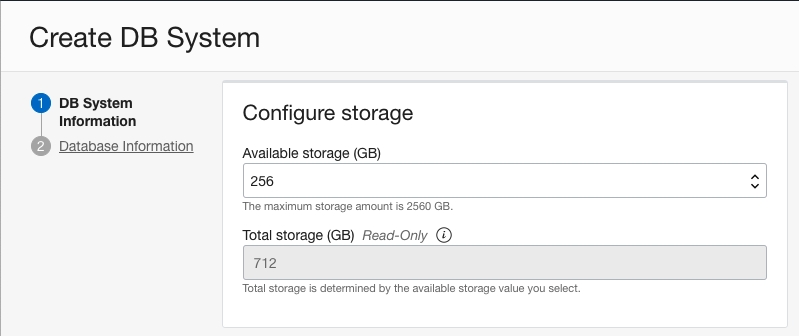 Create DB System
1 DB System
Information
2 Database Information
Configure storage
Available storage (GB)
256
The maximum storage amount is 2560 GB.
Total storage (GB) Read-Only i
712
Total storage is determined by the available storage value you select.